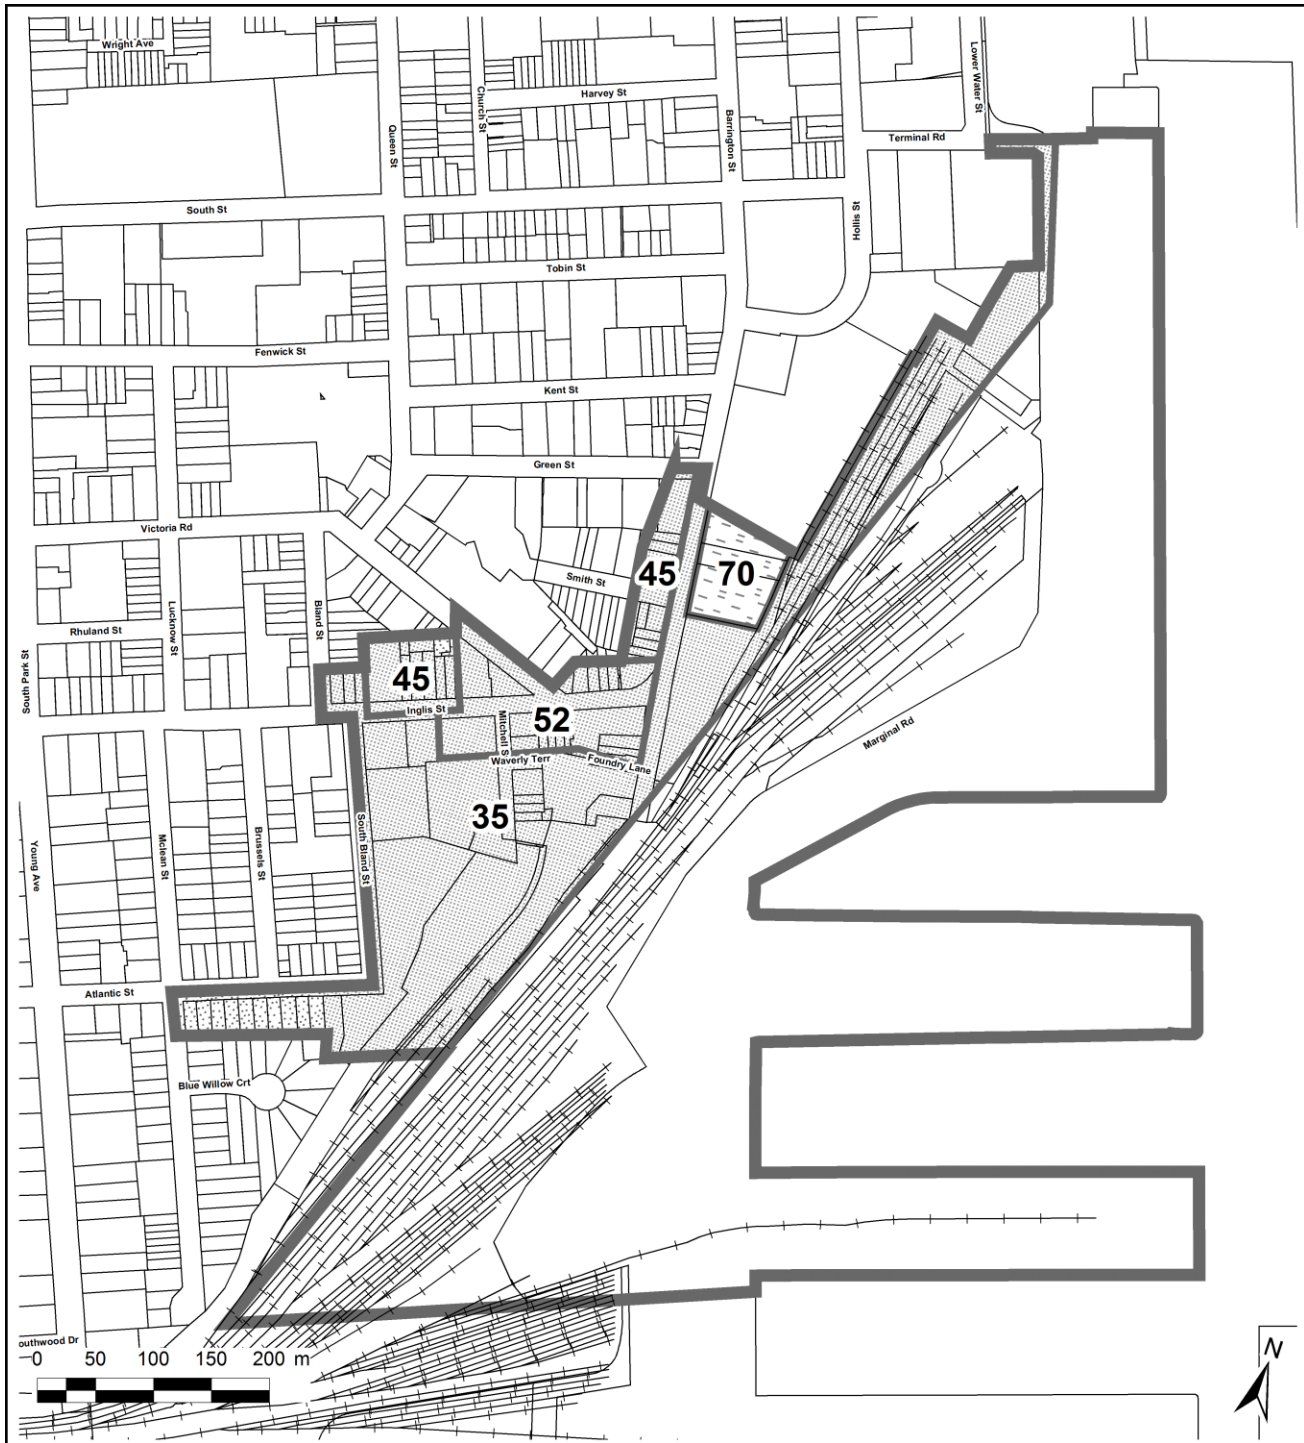 Wright Ave
Harvey St
Church St
Queen St
Barrington St
Lower Water St
Terminal Rd
South St
Hollis St
Tobin St
Fenwick St
Kent St
Green St
Victoria Rd
45
70
Smith St
Lucknow St
Bland St
Rhuland St
South Park St
45
Inglis St
52
Mitchell S
Marginal Rd
Waverly Terr
Foundry Lane
35
Young Ave
Mclean St
Brussels St
South Bland St
Atlantic St
Blue Willow Crt
outhwood Dr
0 50 100 150 200 m
N